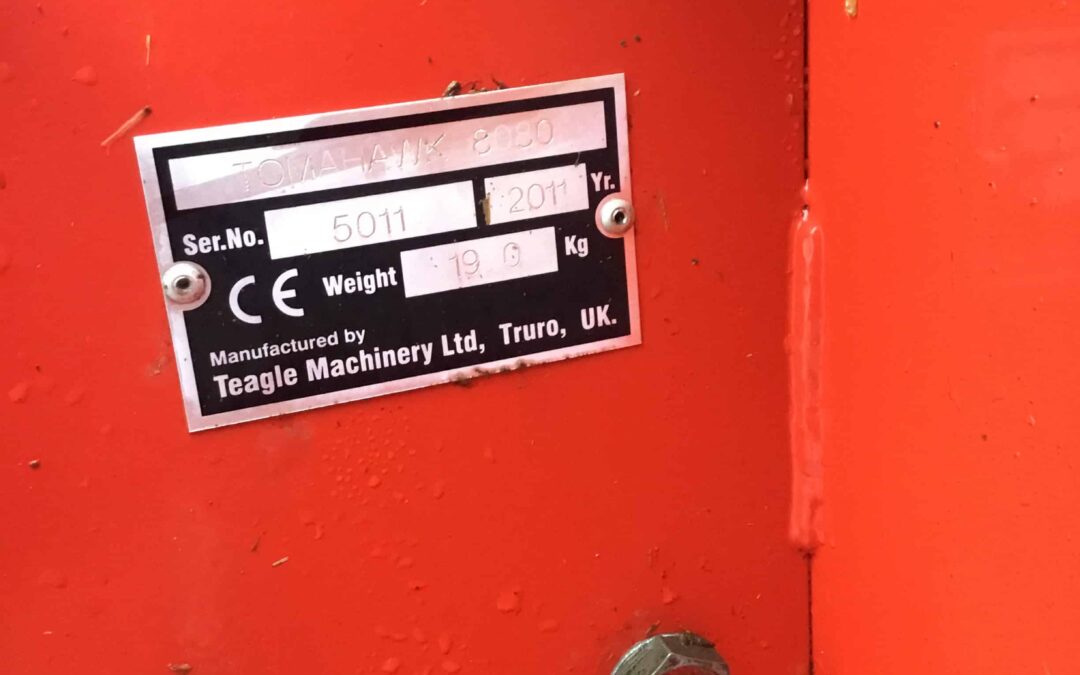 TOMAHAWK 8080
Ser.No. 5011 2011 Yr.
CE Weight Kg
Manufactured by
Teagle Machinery Ltd, Truro, UK.